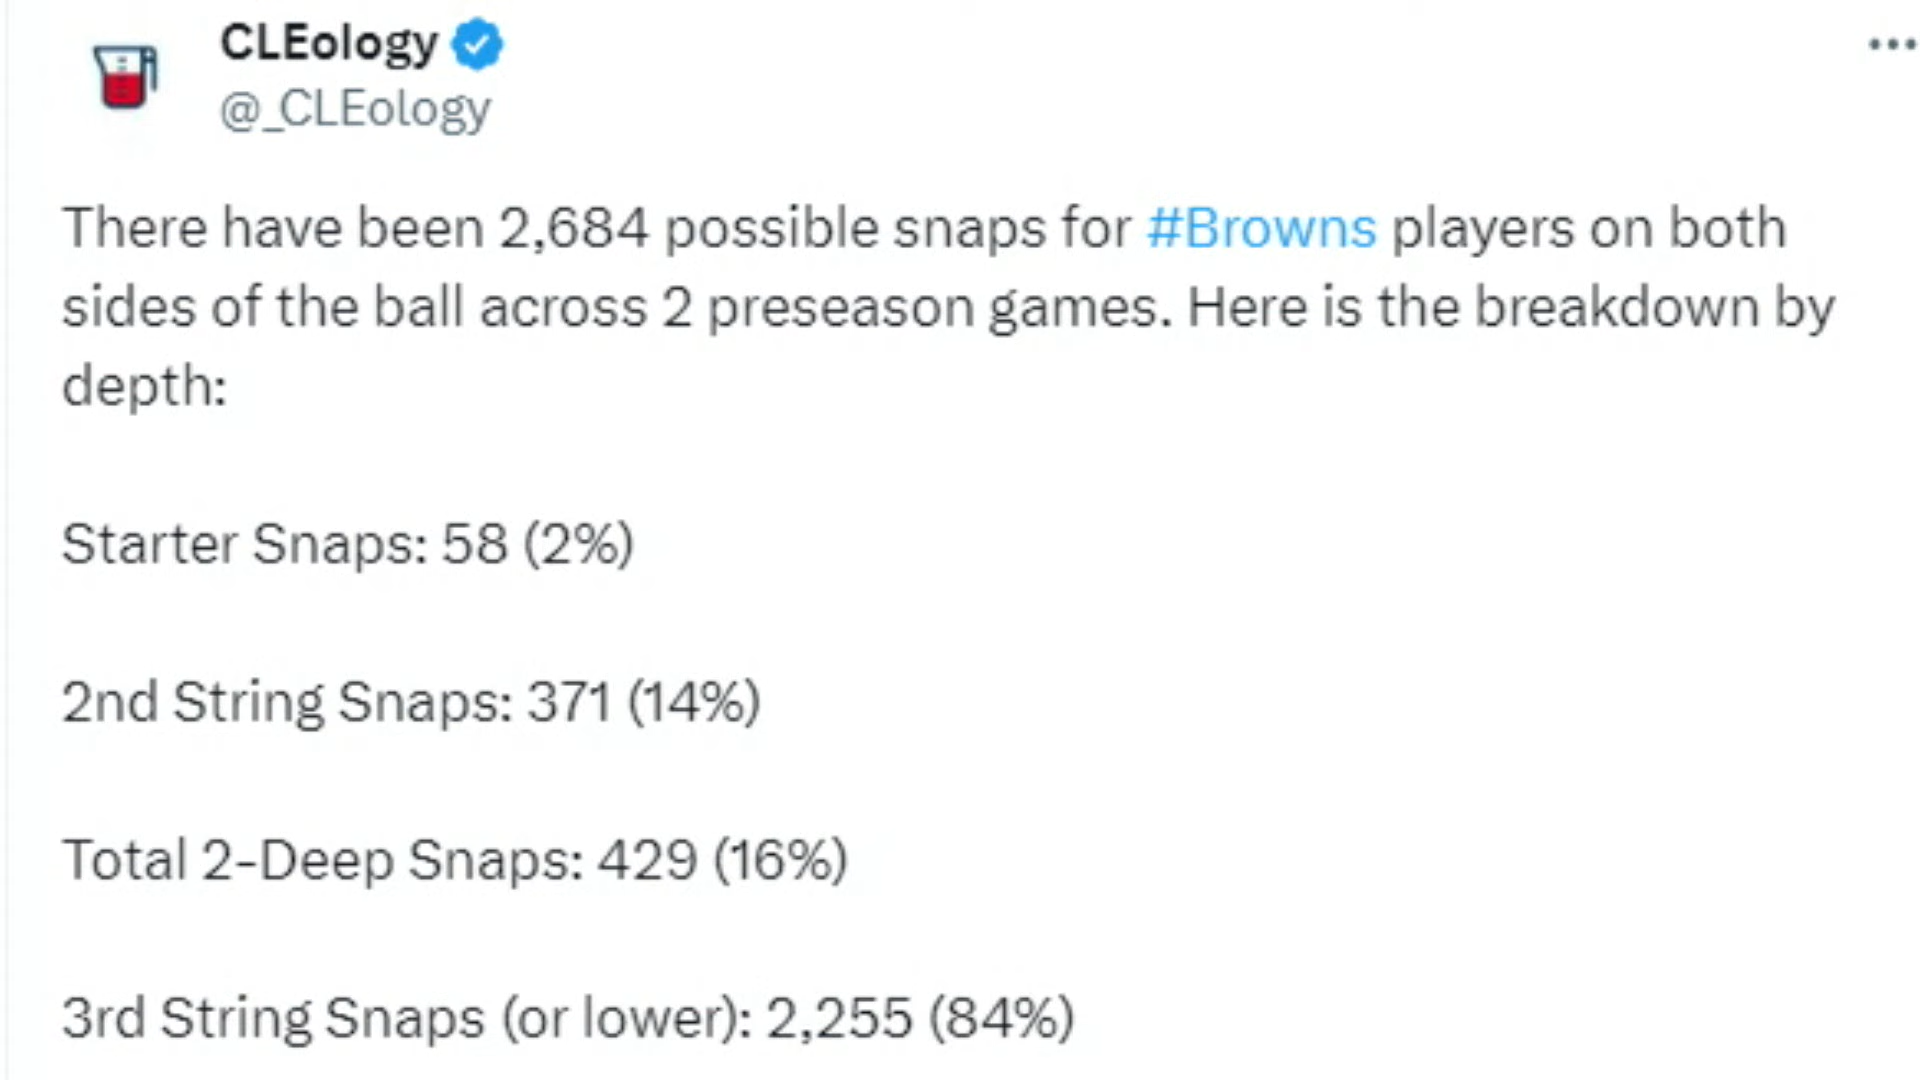 CLEology
@_CLEology
There have been 2,684 possible snaps for #Browns players on both
sides of the ball across 2 preseason games. Here is the breakdown by
depth:
Starter Snaps: 58 (2%)
2nd String Snaps: 371 (14%)
Total 2-Deep Snaps: 429 (16%)
3rd String Snaps (or lower): 2,255 (84%)